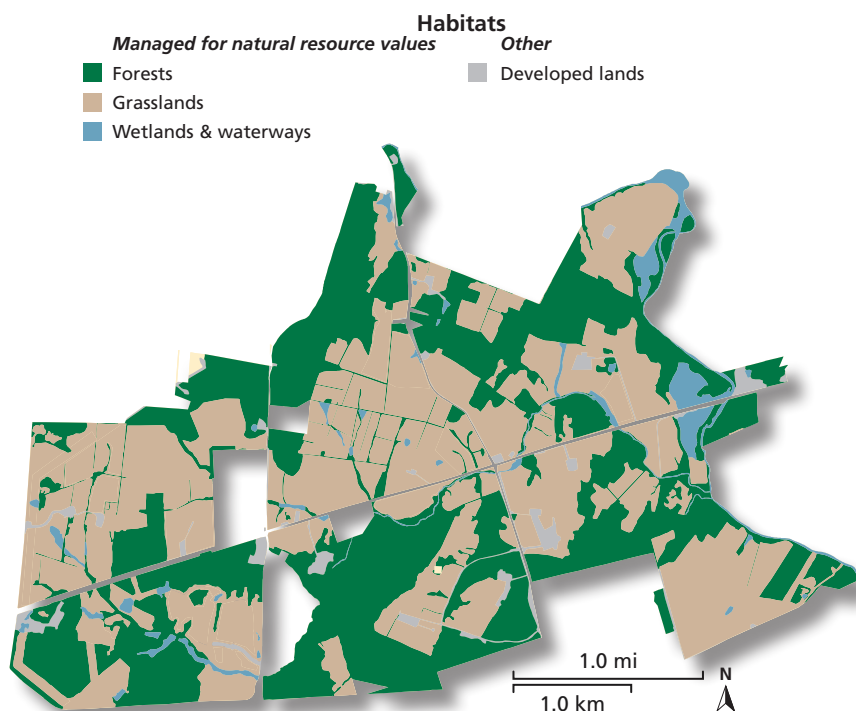 Habitats
Managed for natural resource values
Other
Forests
Developed lands
Grasslands
Wetlands & waterways
1.0 mi
1.0 km
N